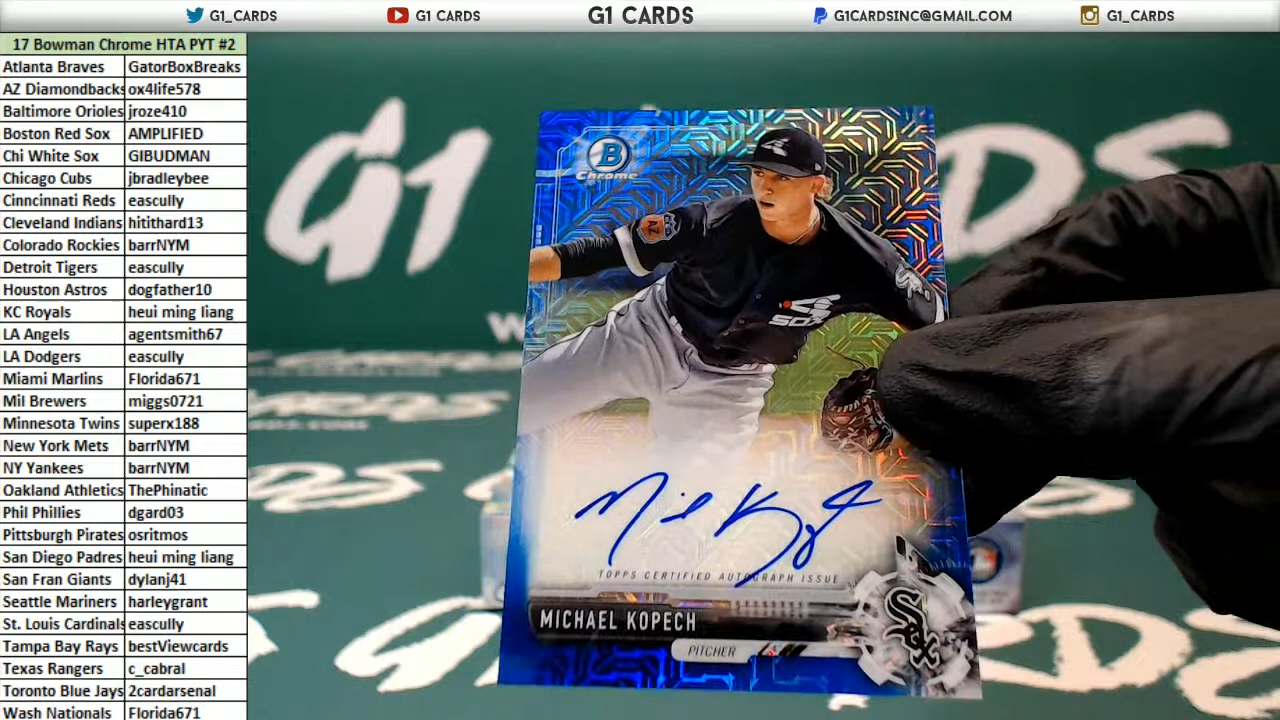 G1_CARDS G1 CARDS G1 CARDS G1CARDSINC@GMAIL.COM G1_CARDS
17 Bowman Chrome HTA PYT #2
Atlanta Braves GatorBoxBreaks
AZ Diamondbacks ox4life578
Baltimore Orioles jroze410
Boston Red Sox AMPLIFIED
Chi White Sox GIBUDMAN
Chicago Cubs jbradleybee
Cinncinnati Reds eascully
Cleveland Indians hitithard13
Colorado Rockies barrNYM
Detroit Tigers eascully
Houston Astros dogfather10
KC Royals heui ming liang
LA Angels agentsmith67
LA Dodgers eascully
Miami Marlins Florida671
Mil Brewers miggs0721
Minnesota Twins superx188
New York Mets barrNYM
NY Yankees barrNYM
Oakland Athletics ThePhinatic
Phil Phillies dgard03
Pittsburgh Pirates osritmos
San Diego Padres heui ming liang
San Fran Giants dylanj41
Seattle Mariners harleygrant
St. Louis Cardinals eascully
Tampa Bay Rays bestViewcards
Texas Rangers c_cabral
Toronto Blue Jays 2cardarsenal
Wash Nationals Florida671
G1 RDS
B
Chrome
SOX
TOPPS CERTIFIED AUTOGRAPH ISSUE
MICHAEL KOPECH
PITCHER
SOX